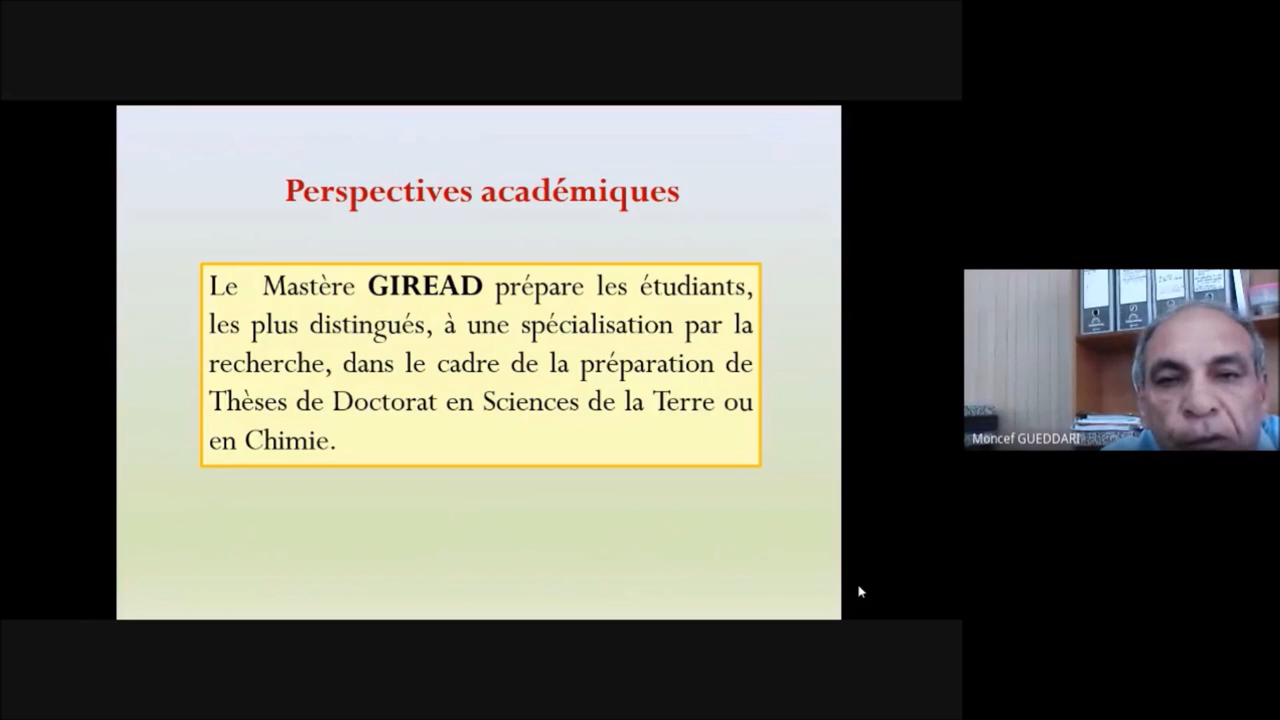 Perspectives académiques
Le Mastère GIREAD prépare les étudiants,
les plus distingués, à une spécialisation par la
recherche, dans le cadre de la préparation de
Thèses de Doctorat en Sciences de la Terre ou
en Chimie.
Moncef GUEDDARI